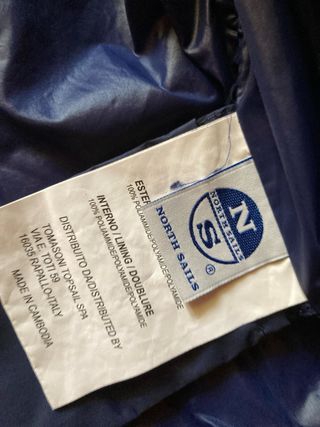 N
NORTH SAILS
S
®
NORTH SAILS
ESTER
100% POLIAMMIDE/POLYAMIDE/POLYAMIDE
INTERNO / LINING / DOUBLURE
100% POLIAMMIDE/POLYAMIDE/POLYAMIDE
DISTRIBUITO DA/DISTRIBUTED BY
TOMASONI TOPSAIL SPA
VIA E. TOTI 59
16035 RAPALLO-ITALY
MADE IN CAMBODIA